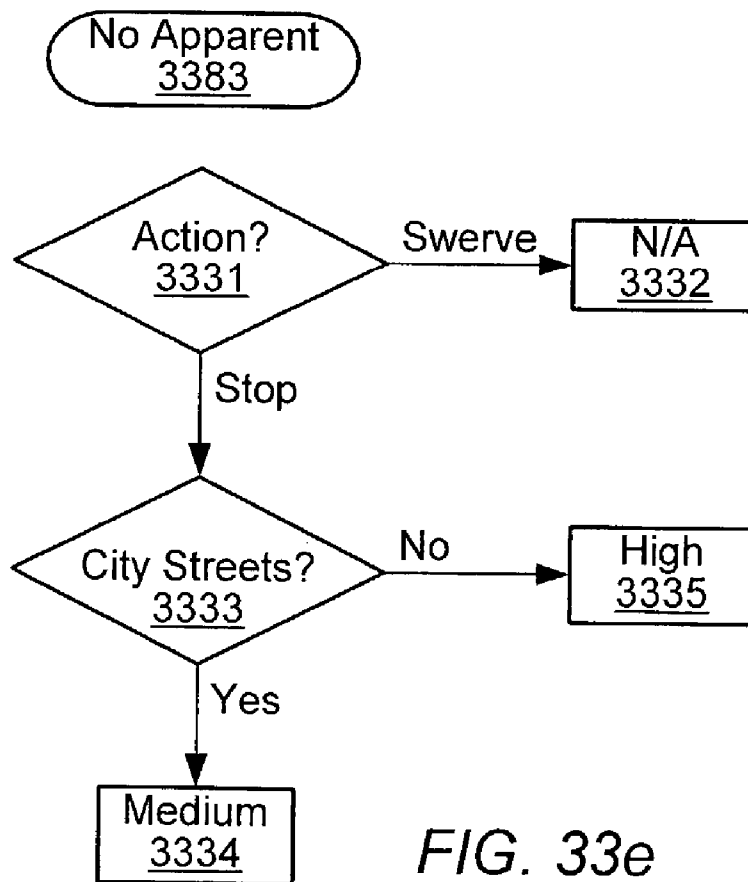 No Apparent
3383
Action?
3331
Swerve
N/A
3332
Stop
City Streets?
3333
No
High
3335
Yes
Medium
3334
FIG. 33e